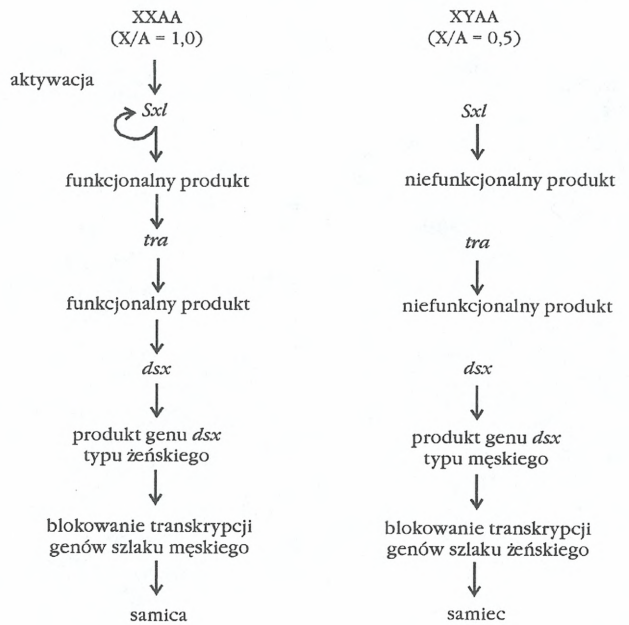 XXAA
(X/A = 1,0)
aktywacja
Sxl
funkcjonalny produkt
tra
funkcjonalny produkt
dsx
produkt genu dsx
typu żeńskiego
blokowanie transkrypcji
genów szlaku męskiego
samica
XYAA
(X/A = 0,5)
Sxl
niefunkcjonalny produkt
tra
niefunkcjonalny produkt
dsx
produkt genu dsx
typu męskiego
blokowanie transkrypcji
genów szlaku żeńskiego
samiec